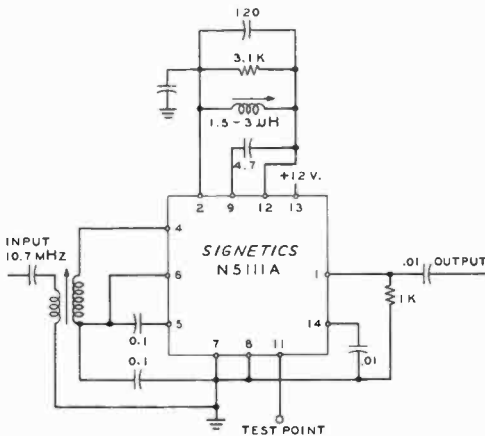 120
3.1K
1.5 - 3 μH
4.7
+12 V.
2
9
12
13
INPUT
10.7 MHz
4
SIGNETICS
N5111A
6
1
.01
OUTPUT
1K
5
0.1
14
.01
0.1
7
8
11
TEST POINT